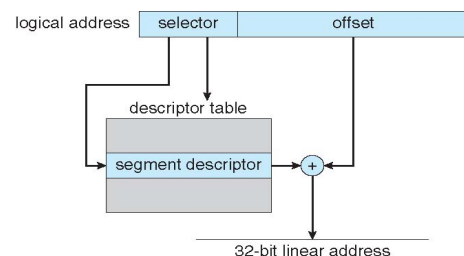 logical address selector offset
descriptor table
segment descriptor +
32-bit linear address